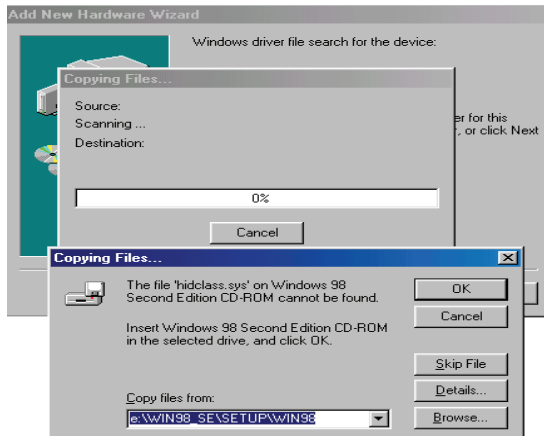 Add New Hardware Wizard
Windows driver file search for the device:
er for this
, or click Next
Copying Files...
Source:
Scanning ...
Destination:
0%
Cancel
Copying Files...
The file 'hidclass.sys' on Windows 98
Second Edition CD-ROM cannot be found.
Insert Windows 98 Second Edition CD-ROM
in the selected drive, and click OK.
Copy files from:
e:\WIN98_SE\SETUP\WIN98
OK
Cancel
Skip File
Details...
Browse...